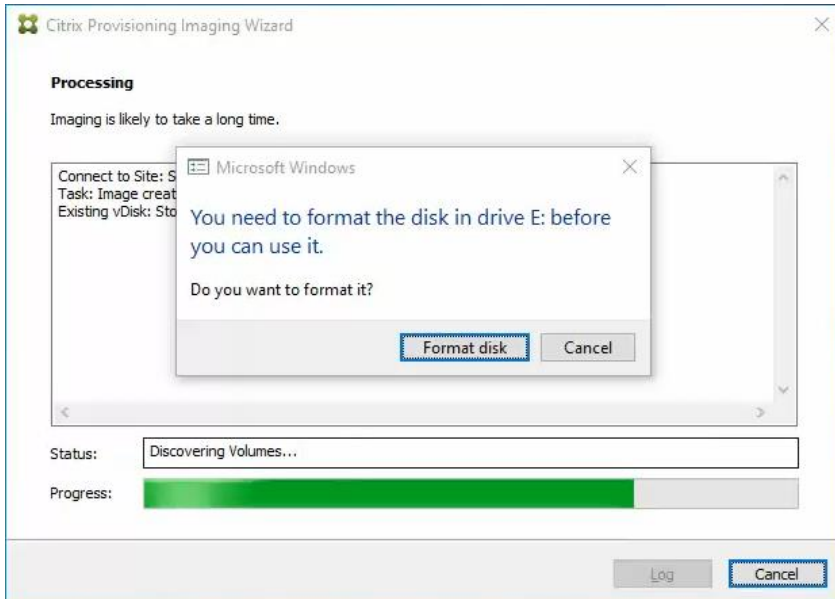 Citrix Provisioning Imaging Wizard
Processing
Imaging is likely to take a long time.
Connect to Site: S
Task: Image creat
Existing vDisk: Sto
Microsoft Windows
You need to format the disk in drive E: before
you can use it.
Do you want to format it?
Format disk
Cancel
Status:
Discovering Volumes...
Progress:
Log
Cancel